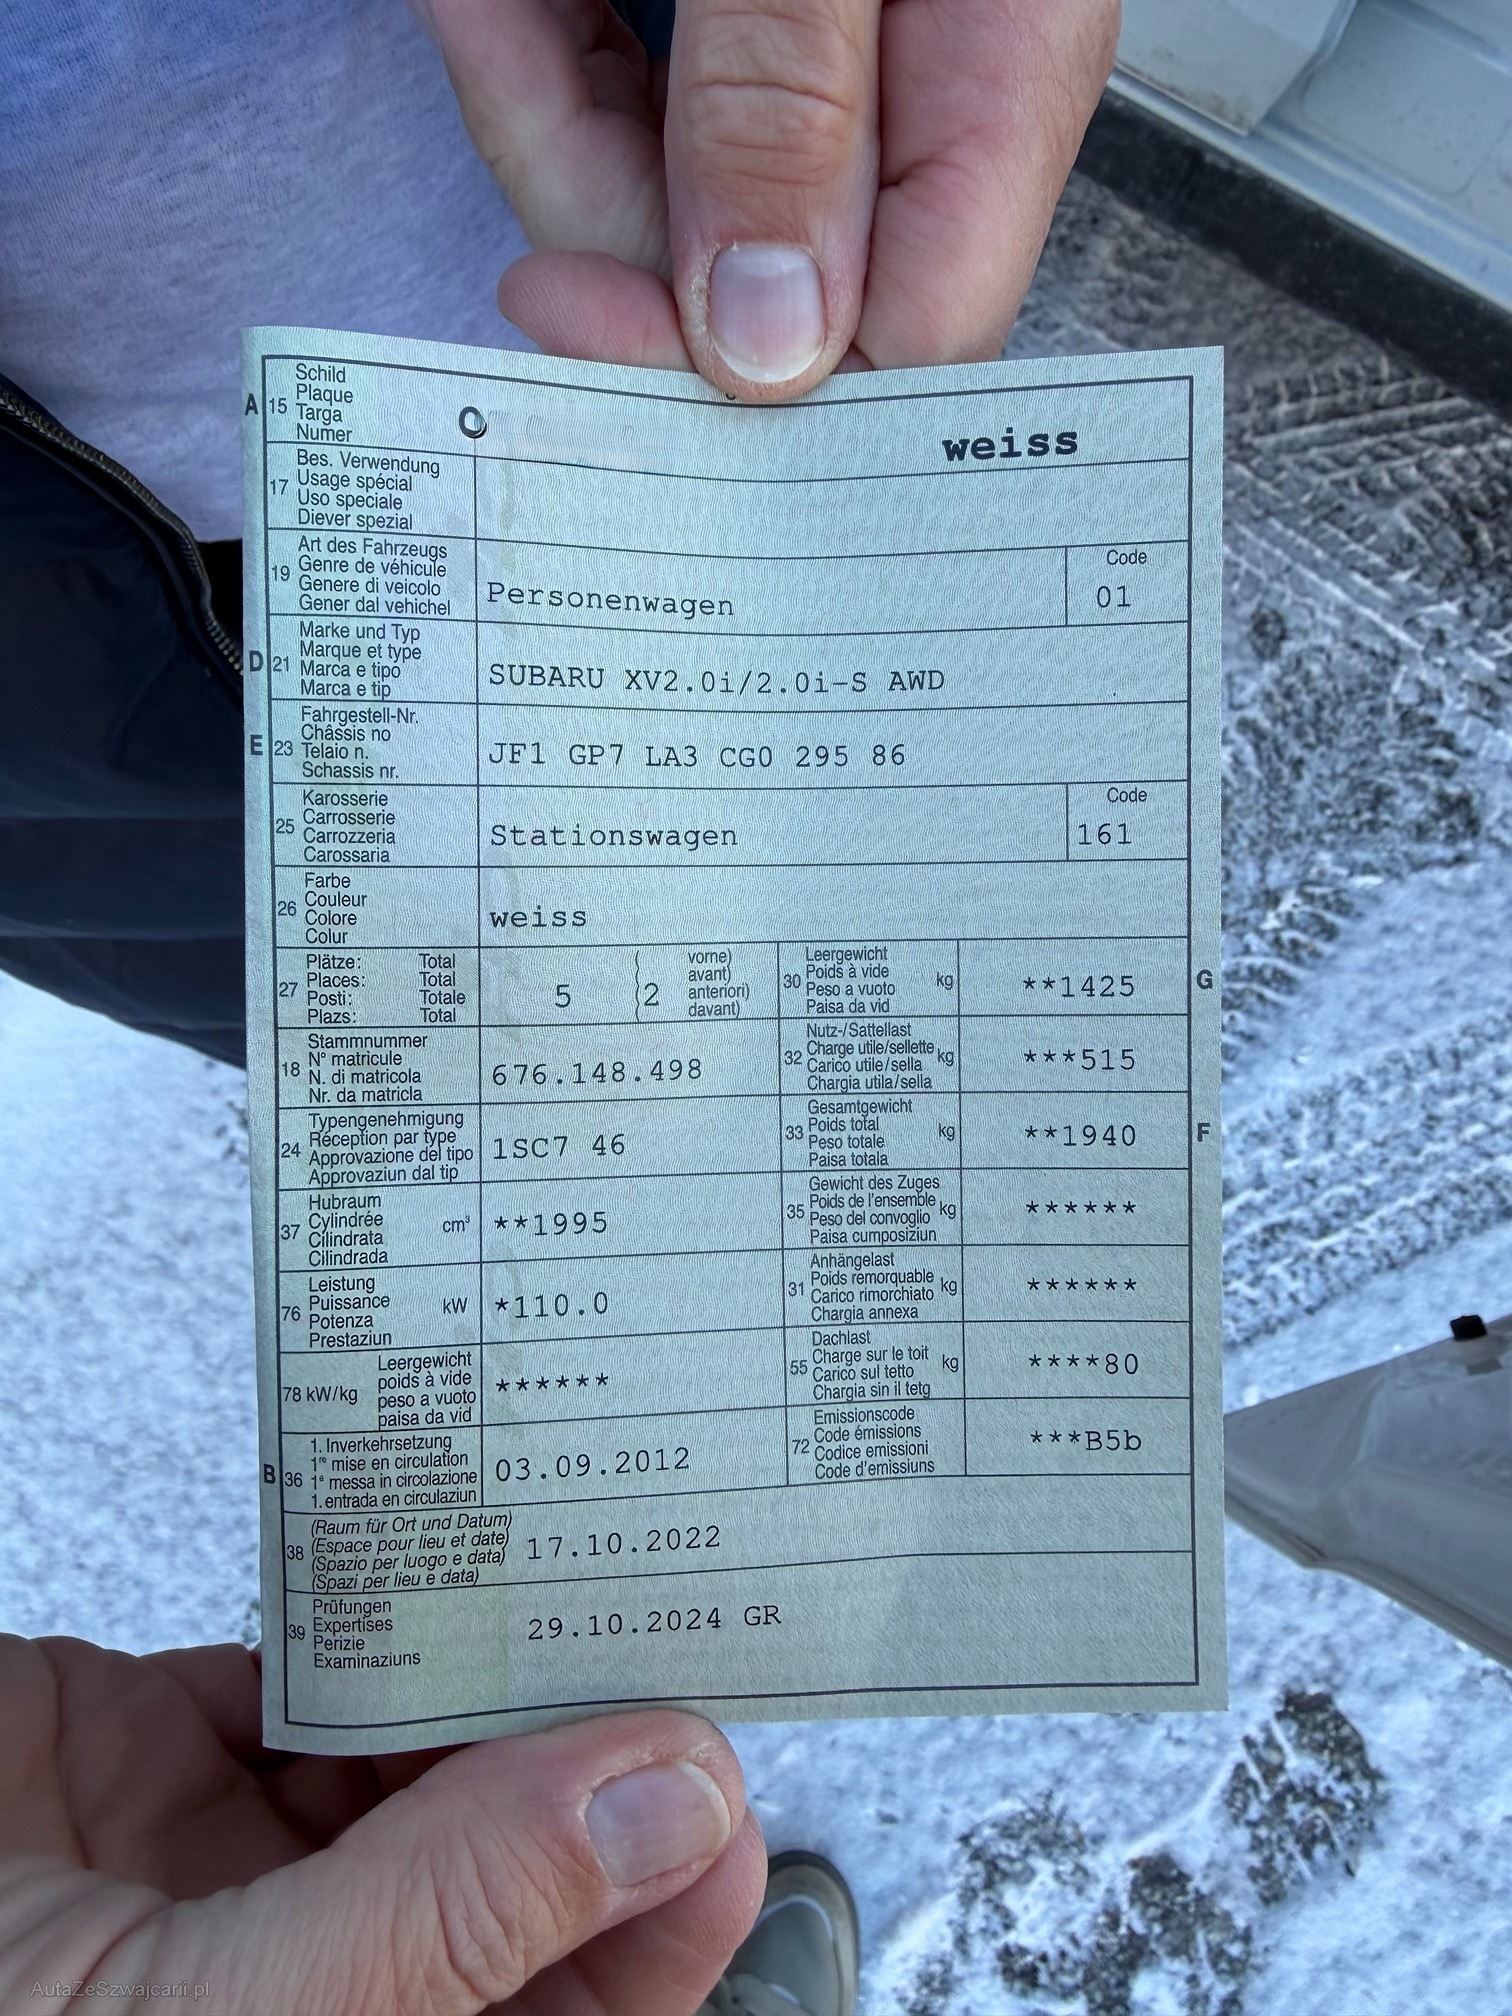 A 15 Schild
Plaque
Targa
Numer
weiss
17 Bes. Verwendung
Usage spécial
Uso speciale
Diever spezial
19 Art des Fahrzeugs
Genre de véhicule
Genere di veicolo
Gener dal vehichel
Personenwagen
Code
01
D 21 Marke und Typ
Marque et type
Marca e tipo
Marca e tip
SUBARU XV2.0i/2.0i-S AWD
E 23 Fahrgestell-Nr.
Châssis no
Telaio n.
Schassis nr.
JF1 GP7 LA3 CG0 295 86
25 Karosserie
Carrosserie
Carrozzeria
Carossaria
Stationswagen
Code
161
26 Farbe
Couleur
Colore
Colur
weiss
27 Plätze: Total
Places: Total
Posti: Totale
Plazs: Total
5 (2 vorne)
avant)
anteriori)
davant)
30 Leergewicht
Poids à vide
Peso a vuoto
Paisa da vid
kg
**1425
G
18 Stammnummer
N° matricule
N. di matricola
Nr. da matricla
676.148.498
32 Nutz-/Sattellast
Charge utile/sellette
Carico utile/sella
Chargia utila/sella
kg
***515
24 Typengenehmigung
Réception par type
Approvazione del tipo
Approvaziun dal tip
1SC7 46
33 Gesamtgewicht
Poids total
Peso totale
Paisa totala
kg
**1940
F
37 Hubraum
Cylindrée
Cilindrata
Cilindrada
cm³
**1995
35 Gewicht des Zuges
Poids de l'ensemble
Peso del convoglio
Paisa cumposiziun
kg
******
76 Leistung
Puissance
Potenza
Prestaziun
kW
*110.0
31 Anhängelast
Poids remorquable
Carico rimorchiato
Chargia annexa
kg
******
78 kW/kg Leergewicht
poids à vide
peso a vuoto
paisa da vid
******
55 Dachlast
Charge sur le toit
Carico sul tetto
Chargia sin il tetg
kg
****80
B 36 1. Inverkehrsetzung
1re mise en circulation
1a messa in circolazione
1. entrada en circulaziun
03.09.2012
72 Emissionscode
Code émissions
Codice emissioni
Code d'emissiuns
***B5b
38 (Raum für Ort und Datum)
(Espace pour lieu et date)
(Spazio per luogo e data)
(Spazi per lieu e data)
17.10.2022
39 Prüfungen
Expertises
Perizie
Examinaziuns
29.10.2024 GR
AutaZeSzwajcarii.pl